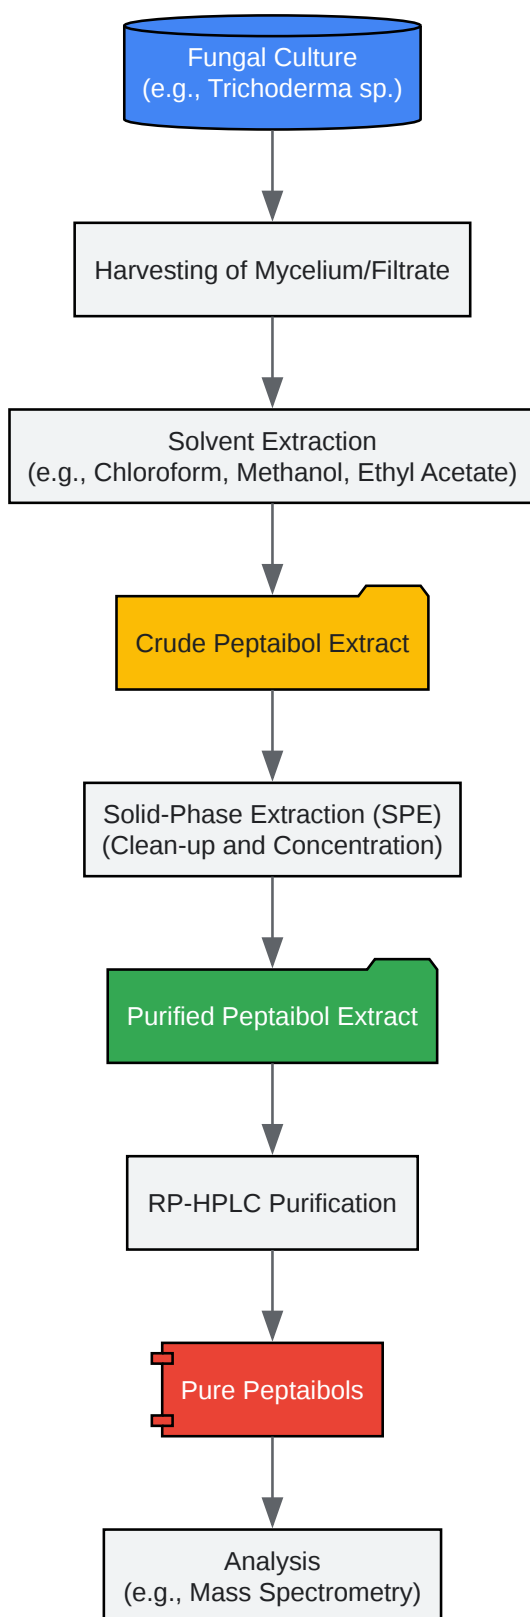 Fungal Culture
(e.g., Trichoderma sp.)
Harvesting of Mycelium/Filtrate
Solvent Extraction
(e.g., Chloroform, Methanol, Ethyl Acetate)
Crude Peptaibol Extract
Solid-Phase Extraction (SPE)
(Clean-up and Concentration)
Purified Peptaibol Extract
RP-HPLC Purification
Pure Peptaibols
Analysis
(e.g., Mass Spectrometry)